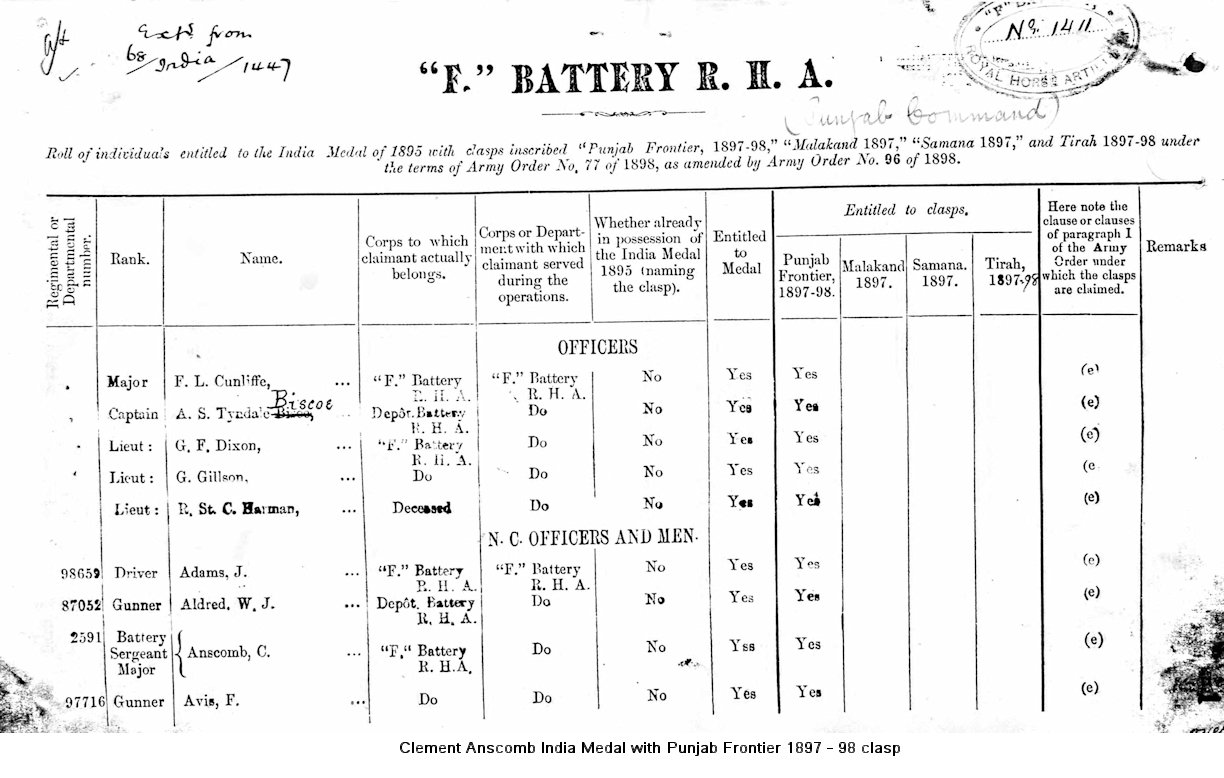 Exts from
68/India/1447
No. 1411
ROYAL HORSE ARTIL
"F." BATTERY R. H. A.
(Punjab Command)
Roll of individuals entitled to the India Medal of 1895 with clasps inscribed "Punjab Frontier, 1897-98," "Malakand 1897," "Samana 1897," and Tirah 1897-98 under
the terms of Army Order No. 77 of 1898, as amended by Army Order No. 96 of 1898.
Regimental or Departmental number.
Rank.
Name.
Corps to which claimant actually belongs.
Corps or Department with which claimant served during the operations.
Whether already in possession of the India Medal 1895 (naming the clasp).
Entitled to Medal
Entitled to clasps.
Punjab Frontier, 1897-98.
Malakand 1897.
Samana, 1897.
Tirah, 1897-98
Here note the clause or clauses of paragraph I of the Army Order under which the clasps are claimed.
Remarks
OFFICERS
Major F. L. Cunliffe, ... "F." Battery R. H. A. "F." Battery R. H. A. No Yes Yes (e)
Captain A. S. Tyndale Biscoe Depôt. Battery R. H. A. Do No Yes Yes (e)
Lieut: G. F. Dixon, ... "F." Battery R. H. A. Do No Yes Yes (e)
Lieut: G. Gillson, ... Do Do No Yes Yes (e
Lieut: R. St. C. Harman, ... Deceased Do No Yes Yes (e)
N. C. OFFICERS AND MEN.
98659 Driver Adams, J. ... "F." Battery R. H. A. "F." Battery R. H. A. No Yes Yes (e)
87052 Gunner Aldred, W. J. ... Depôt. Battery R. H. A. Do No Yes Yes (e)
2591 Battery Sergeant Major Anscomb, C. ... "F." Battery R.H.A. Do No Yss Yes (e)
97716 Gunner Avis, F. ... Do Do No Yes Yes (e)
Clement Anscomb India Medal with Punjab Frontier 1897 - 98 clasp